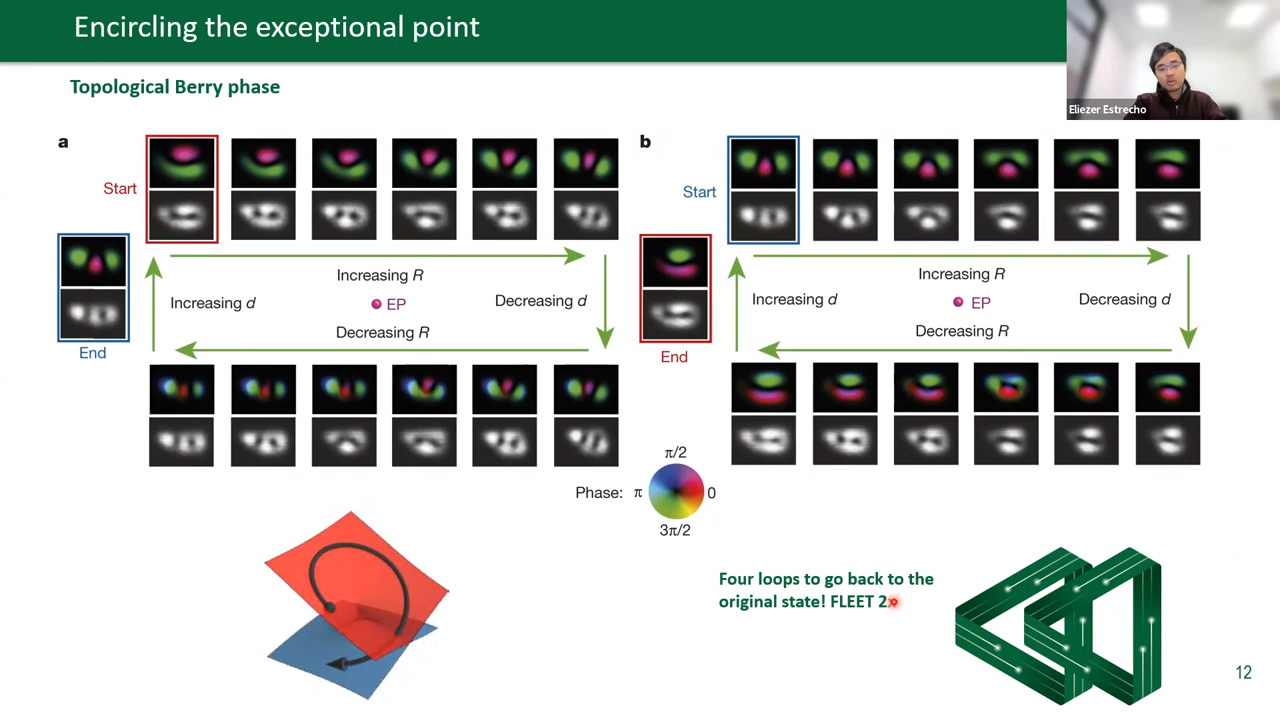 Encircling the exceptional point
Eliezer Estrecho
Topological Berry phase
a
Start
End
Increasing R
Increasing d
EP
Decreasing d
Decreasing R
b
Start
End
Increasing R
Increasing d
EP
Decreasing d
Decreasing R
π/2
Phase: π
0
3π/2
Four loops to go back to the
original state! FLEET 2x
12